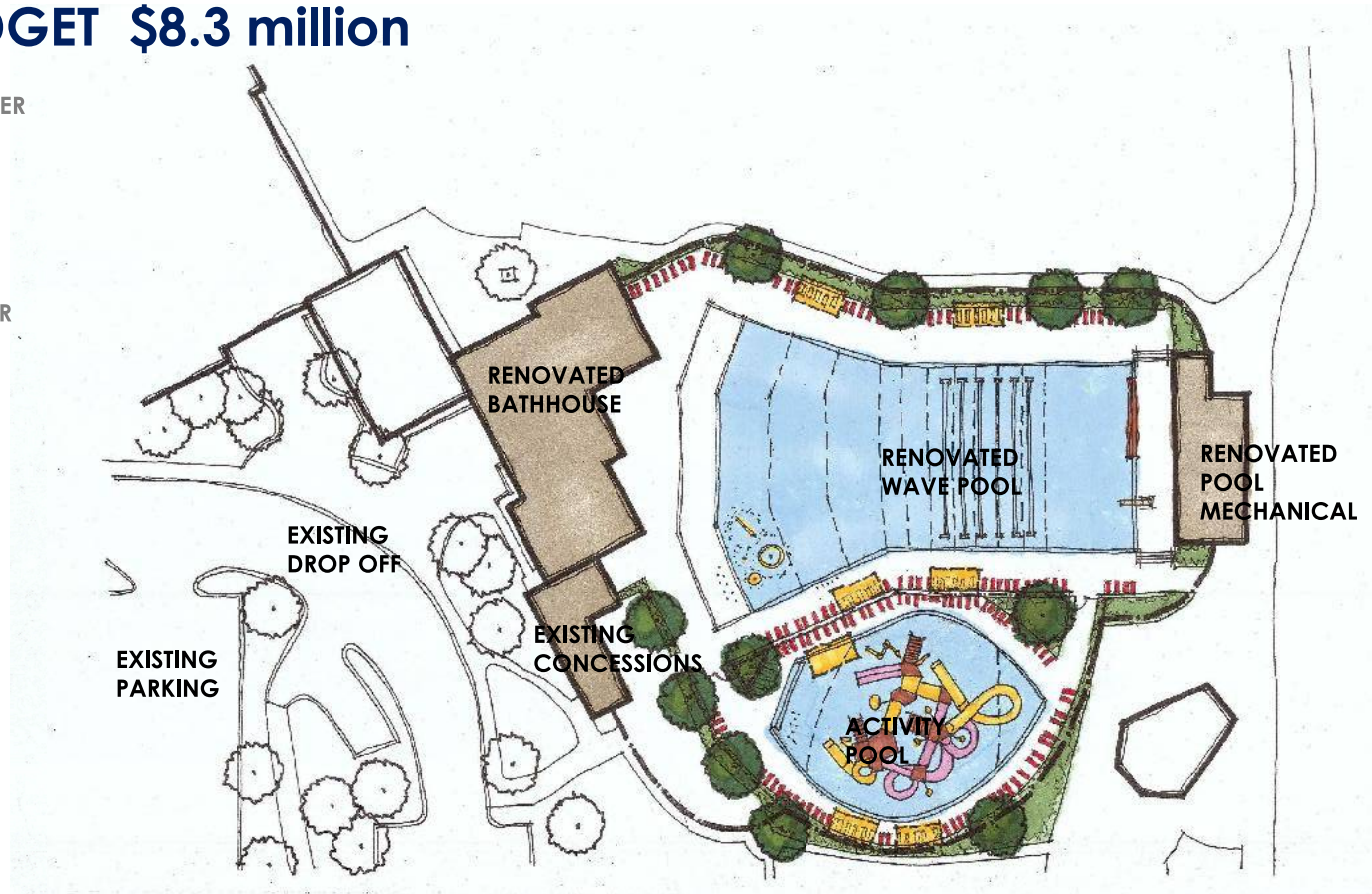 DGET $8.3 million
ER
R
RENOVATED
BATHHOUSE
RENOVATED
WAVE POOL
RENOVATED
POOL
MECHANICAL
EXISTING
DROP OFF
EXISTING
CONCESSIONS
EXISTING
PARKING
ACTIVITY
POOL